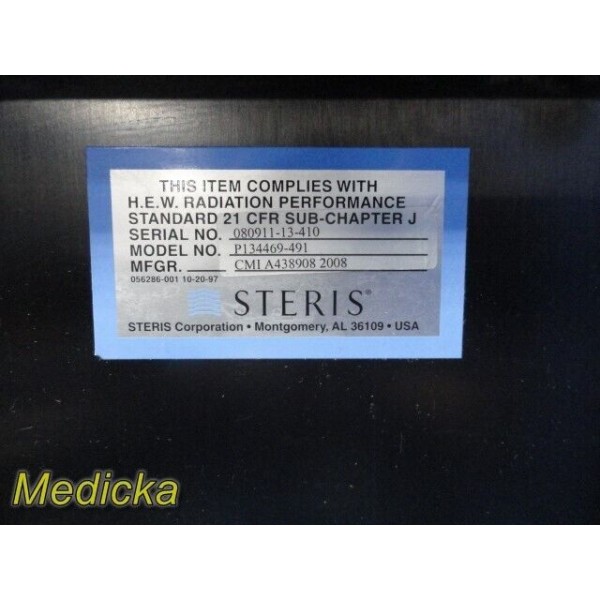 THIS ITEM COMPLIES WITH
H.E.W. RADIATION PERFORMANCE
STANDARD 21 CFR SUB-CHAPTER J
SERIAL NO. 080911-13-410
MODEL NO. P134469-491
MFGR. CMI A438908 2008
056286-001 10-20-97
STERIS®
STERIS Corporation • Montgomery, AL 36109 • USA
Medicka